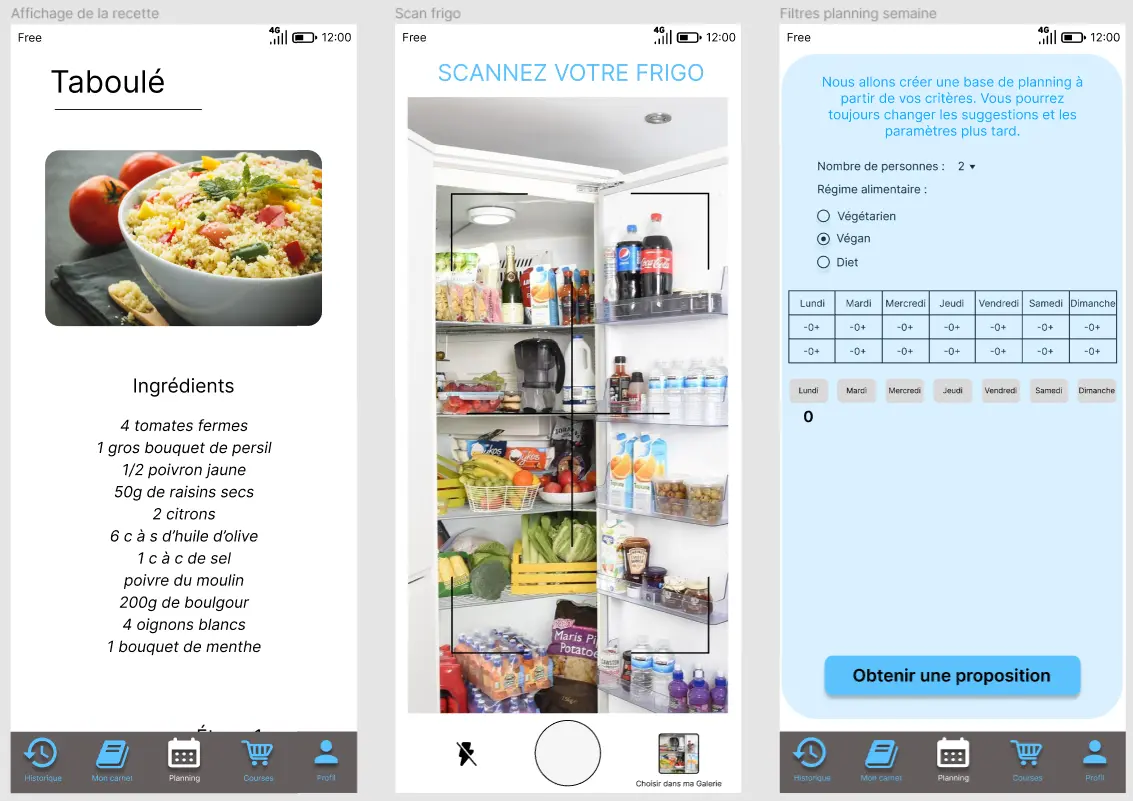 Affichage de la recette
Free
4G
12:00
Taboulé
Ingrédients
4 tomates fermes
1 gros bouquet de persil
1/2 poivron jaune
50g de raisins secs
2 citrons
6 c à s d'huile d'olive
1 c à c de sel
poivre du moulin
200g de boulgour
4 oignons blancs
1 bouquet de menthe
Historique
Mon carnet
Planning
Courses
Profil
Scan frigo
Free
4G
12:00
SCANNEZ VOTRE FRIGO
pepsi
Coca-Cola
Maris Pi
Potatoe
Choisir dans ma Galerie
Filtres planning semaine
Free
4G
12:00
Nous allons créer une base de planning à
partir de vos critères. Vous pourrez
toujours changer les suggestions et les
paramètres plus tard.
Nombre de personnes : 2
Régime alimentaire :
Végétarien
Végan
Diet
Lundi Mardi Mercredi Jeudi Vendredi Samedi Dimanche
-0+ -0+ -0+ -0+ -0+ -0+ -0+
-0+ -0+ -0+ -0+ -0+ -0+ -0+
Lundi Mardi Mercredi Jeudi Vendredi Samedi Dimanche
0
Obtenir une proposition
Historique
Mon carnet
Planning
Courses
Profil